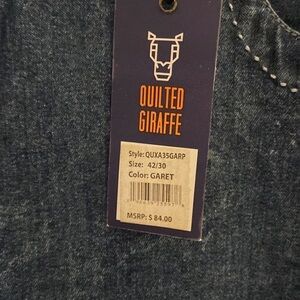 QUILTED
GIRAFFE
Style: QUXA35GARP
Size: 42/30
Color: GARET
MSRP: $ 84.00